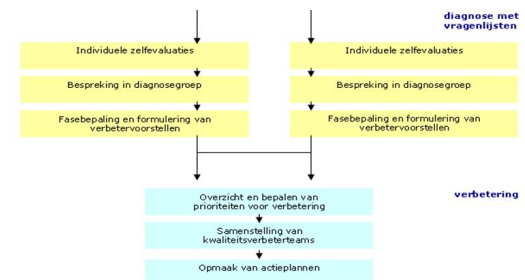 diagnose met
vragenlijsten
Individuele zelfevaluaties
Individuele zelfevaluaties
Bespreking in diagnosegroep
Bespreking in diagnosegroep
Fasebepaling en formulering van
verbetervoorstellen
Fasebepaling en formulering van
verbetervoorstellen
Overzicht en bepalen van
prioriteiten voor verbetering
verbetering
Samenstelling van
kwaliteitsverbeterteams
Opmaak van actieplannen